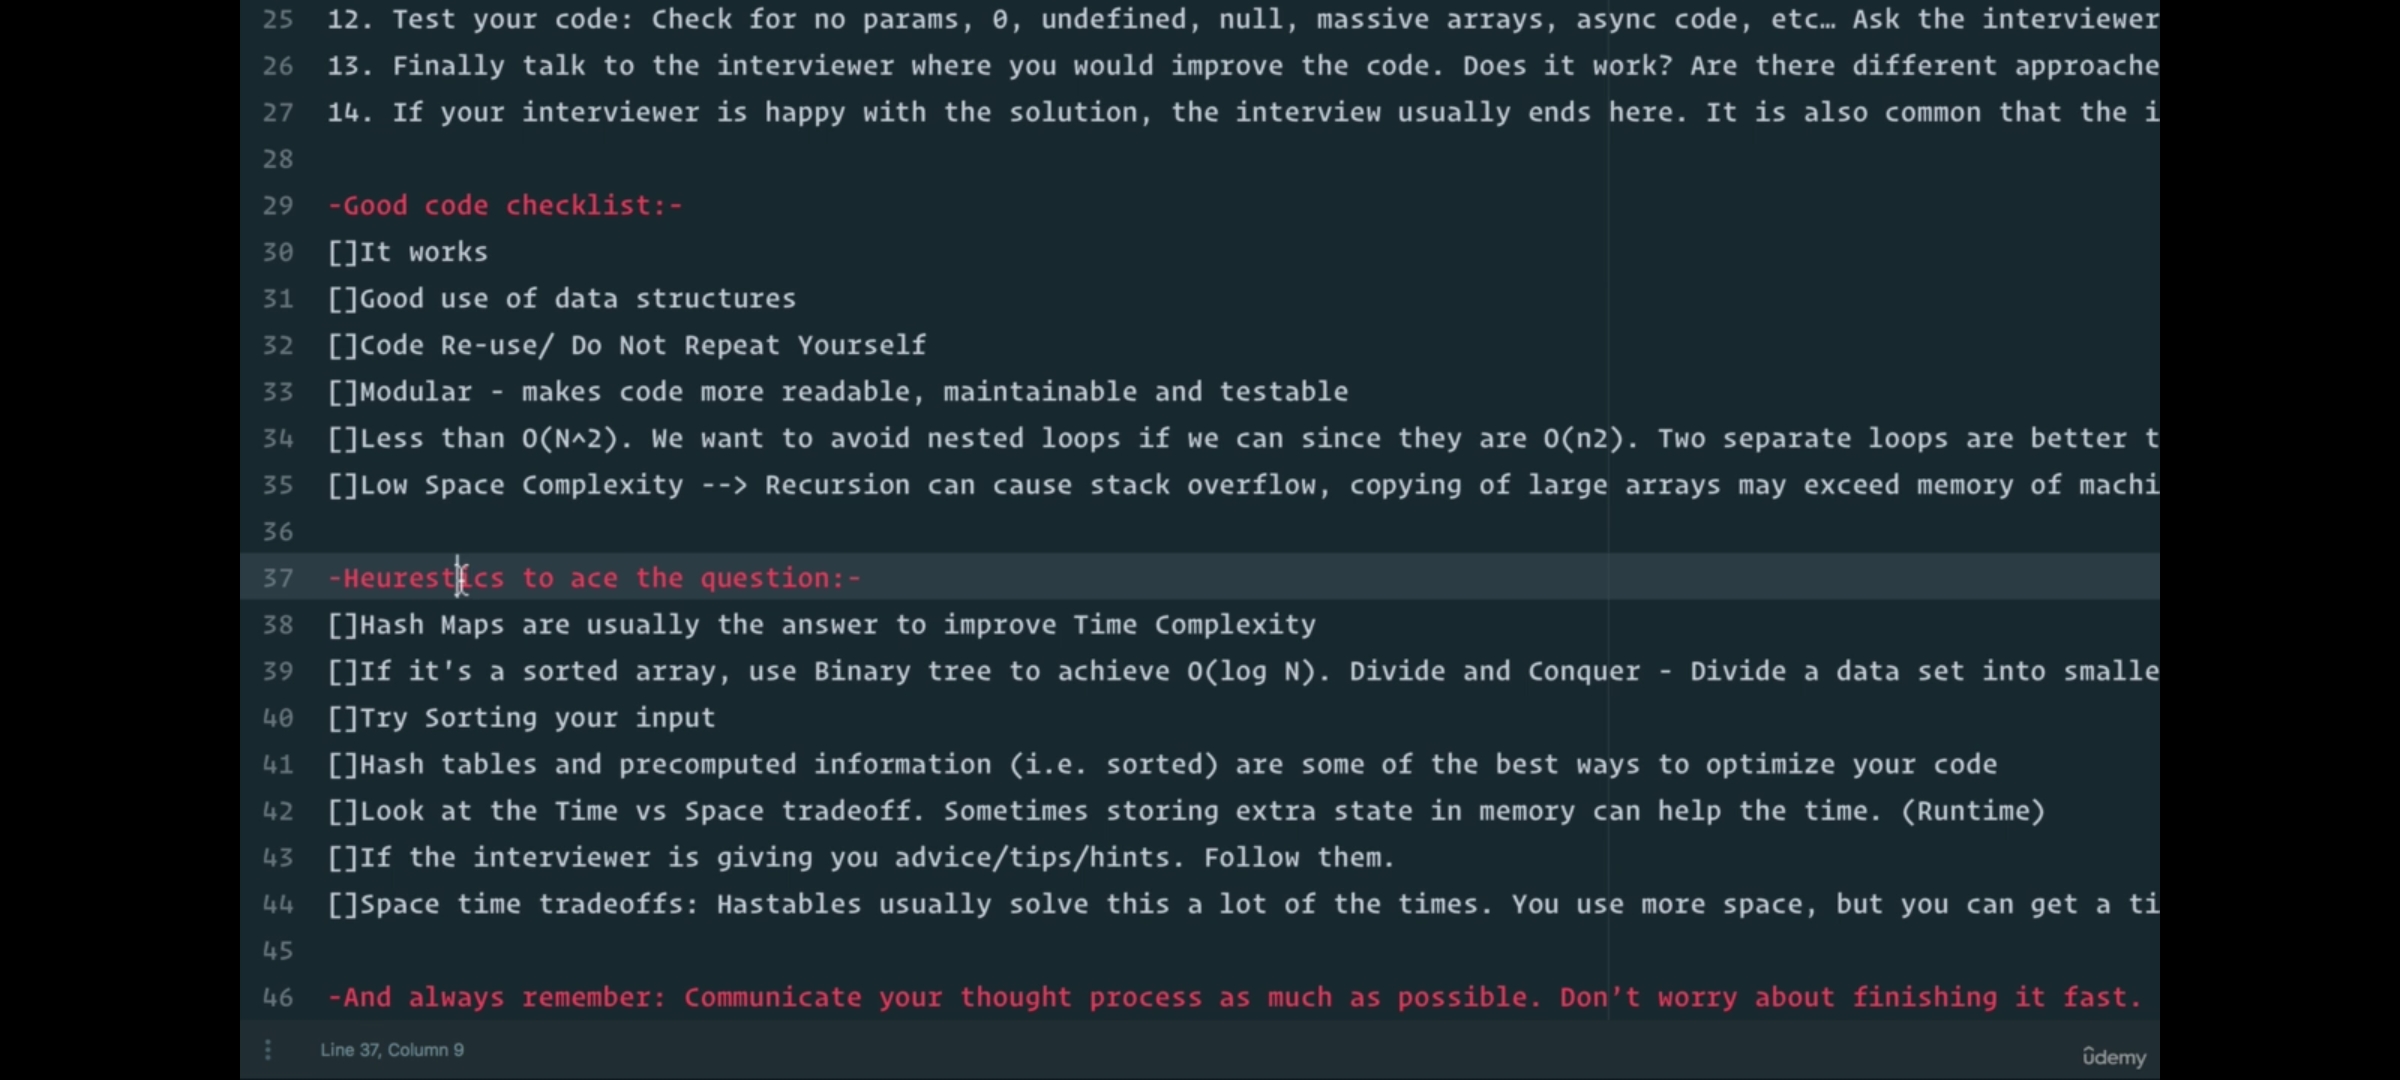 25 12. Test your code: Check for no params, 0, undefined, null, massive arrays, async code, etc… Ask the interviewer
26 13. Finally talk to the interviewer where you would improve the code. Does it work? Are there different approache
27 14. If your interviewer is happy with the solution, the interview usually ends here. It is also common that the i
28
29 -Good code checklist:-
30 []It works
31 []Good use of data structures
32 []Code Re-use/ Do Not Repeat Yourself
33 []Modular - makes code more readable, maintainable and testable
34 []Less than O(N^2). We want to avoid nested loops if we can since they are O(n2). Two separate loops are better t
35 []Low Space Complexity --> Recursion can cause stack overflow, copying of large arrays may exceed memory of machi
36
37 -Heurestics to ace the question:-
38 []Hash Maps are usually the answer to improve Time Complexity
39 []If it's a sorted array, use Binary tree to achieve O(log N). Divide and Conquer - Divide a data set into smalle
40 []Try Sorting your input
41 []Hash tables and precomputed information (i.e. sorted) are some of the best ways to optimize your code
42 []Look at the Time vs Space tradeoff. Sometimes storing extra state in memory can help the time. (Runtime)
43 []If the interviewer is giving you advice/tips/hints. Follow them.
44 []Space time tradeoffs: Hastables usually solve this a lot of the times. You use more space, but you can get a ti
45
46 -And always remember: Communicate your thought process as much as possible. Don’t worry about finishing it fast.
Line 37, Column 9
ûdemy